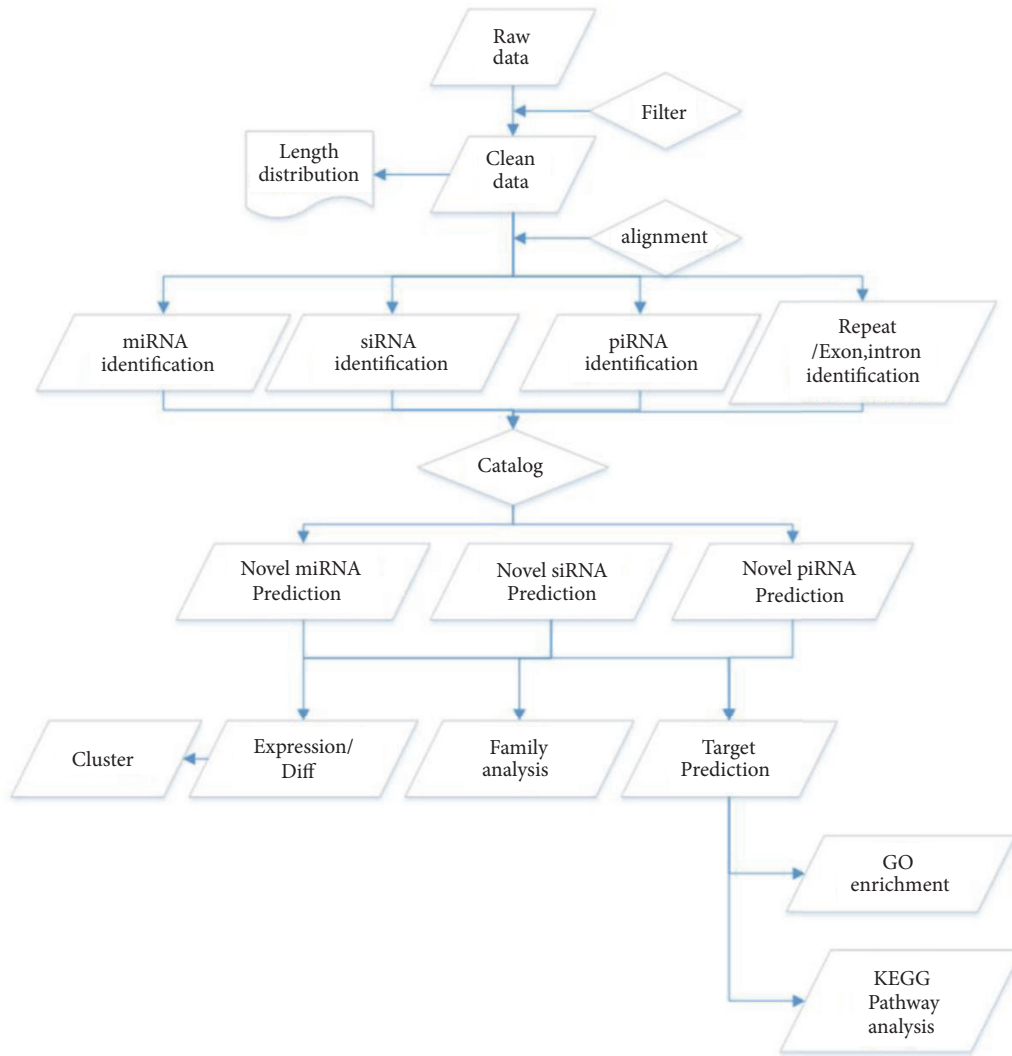 Raw
data
Filter
Length
distribution
Clean
data
alignment
miRNA
identification
siRNA
identification
piRNA
identification
Repeat
/Exon,intron
identification
Catalog
Novel miRNA
Prediction
Novel siRNA
Prediction
Novel piRNA
Prediction
Cluster
Expression/
Diff
Family
analysis
Target
Prediction
GO
enrichment
KEGG
Pathway
analysis